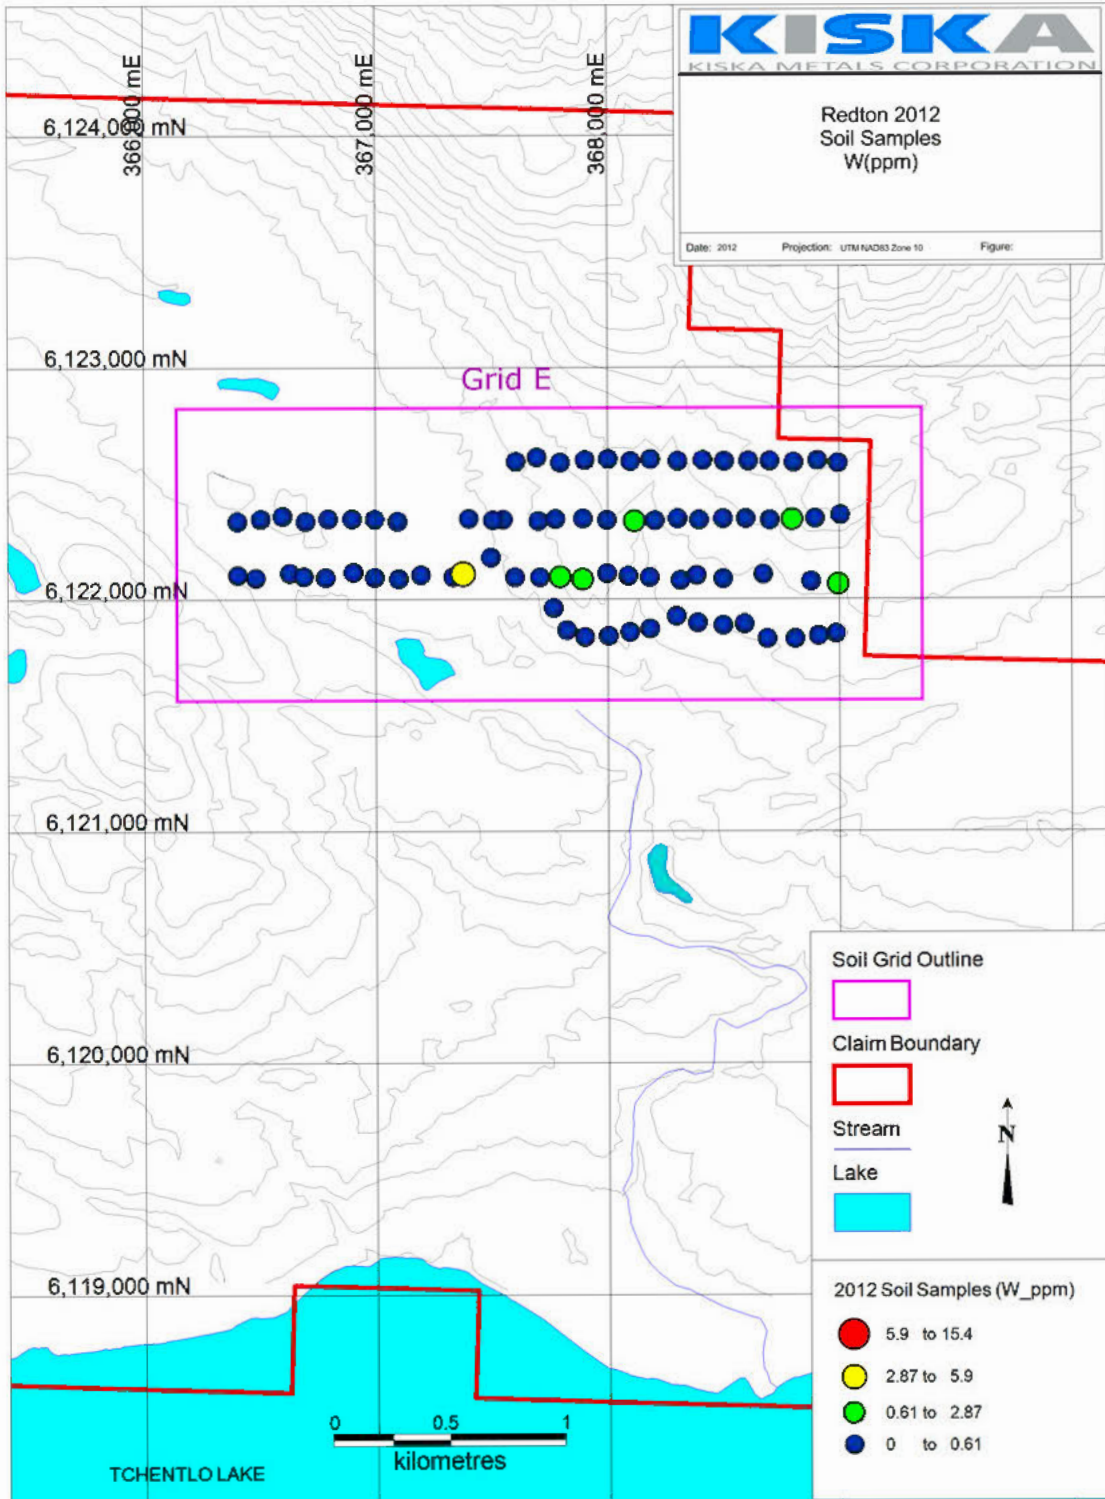 KISKA
KISKA METALS CORPORATION
Redton 2012
Soil Samples
W(ppm)
Date: 2012 Projection: UTM NAD83 Zone 10 Figure:
366,000 mE
367,000 mE
368,000 mE
6,124,000 mN
6,123,000 mN
Grid E
6,122,000 mN
6,121,000 mN
6,120,000 mN
6,119,000 mN
Soil Grid Outline
Claim Boundary
Stream
N
Lake
2012 Soil Samples (W_ppm)
5.9 to 15.4
2.87 to 5.9
0.61 to 2.87
0 to 0.61
0 0.5 1
kilometres
TCHENTLO LAKE